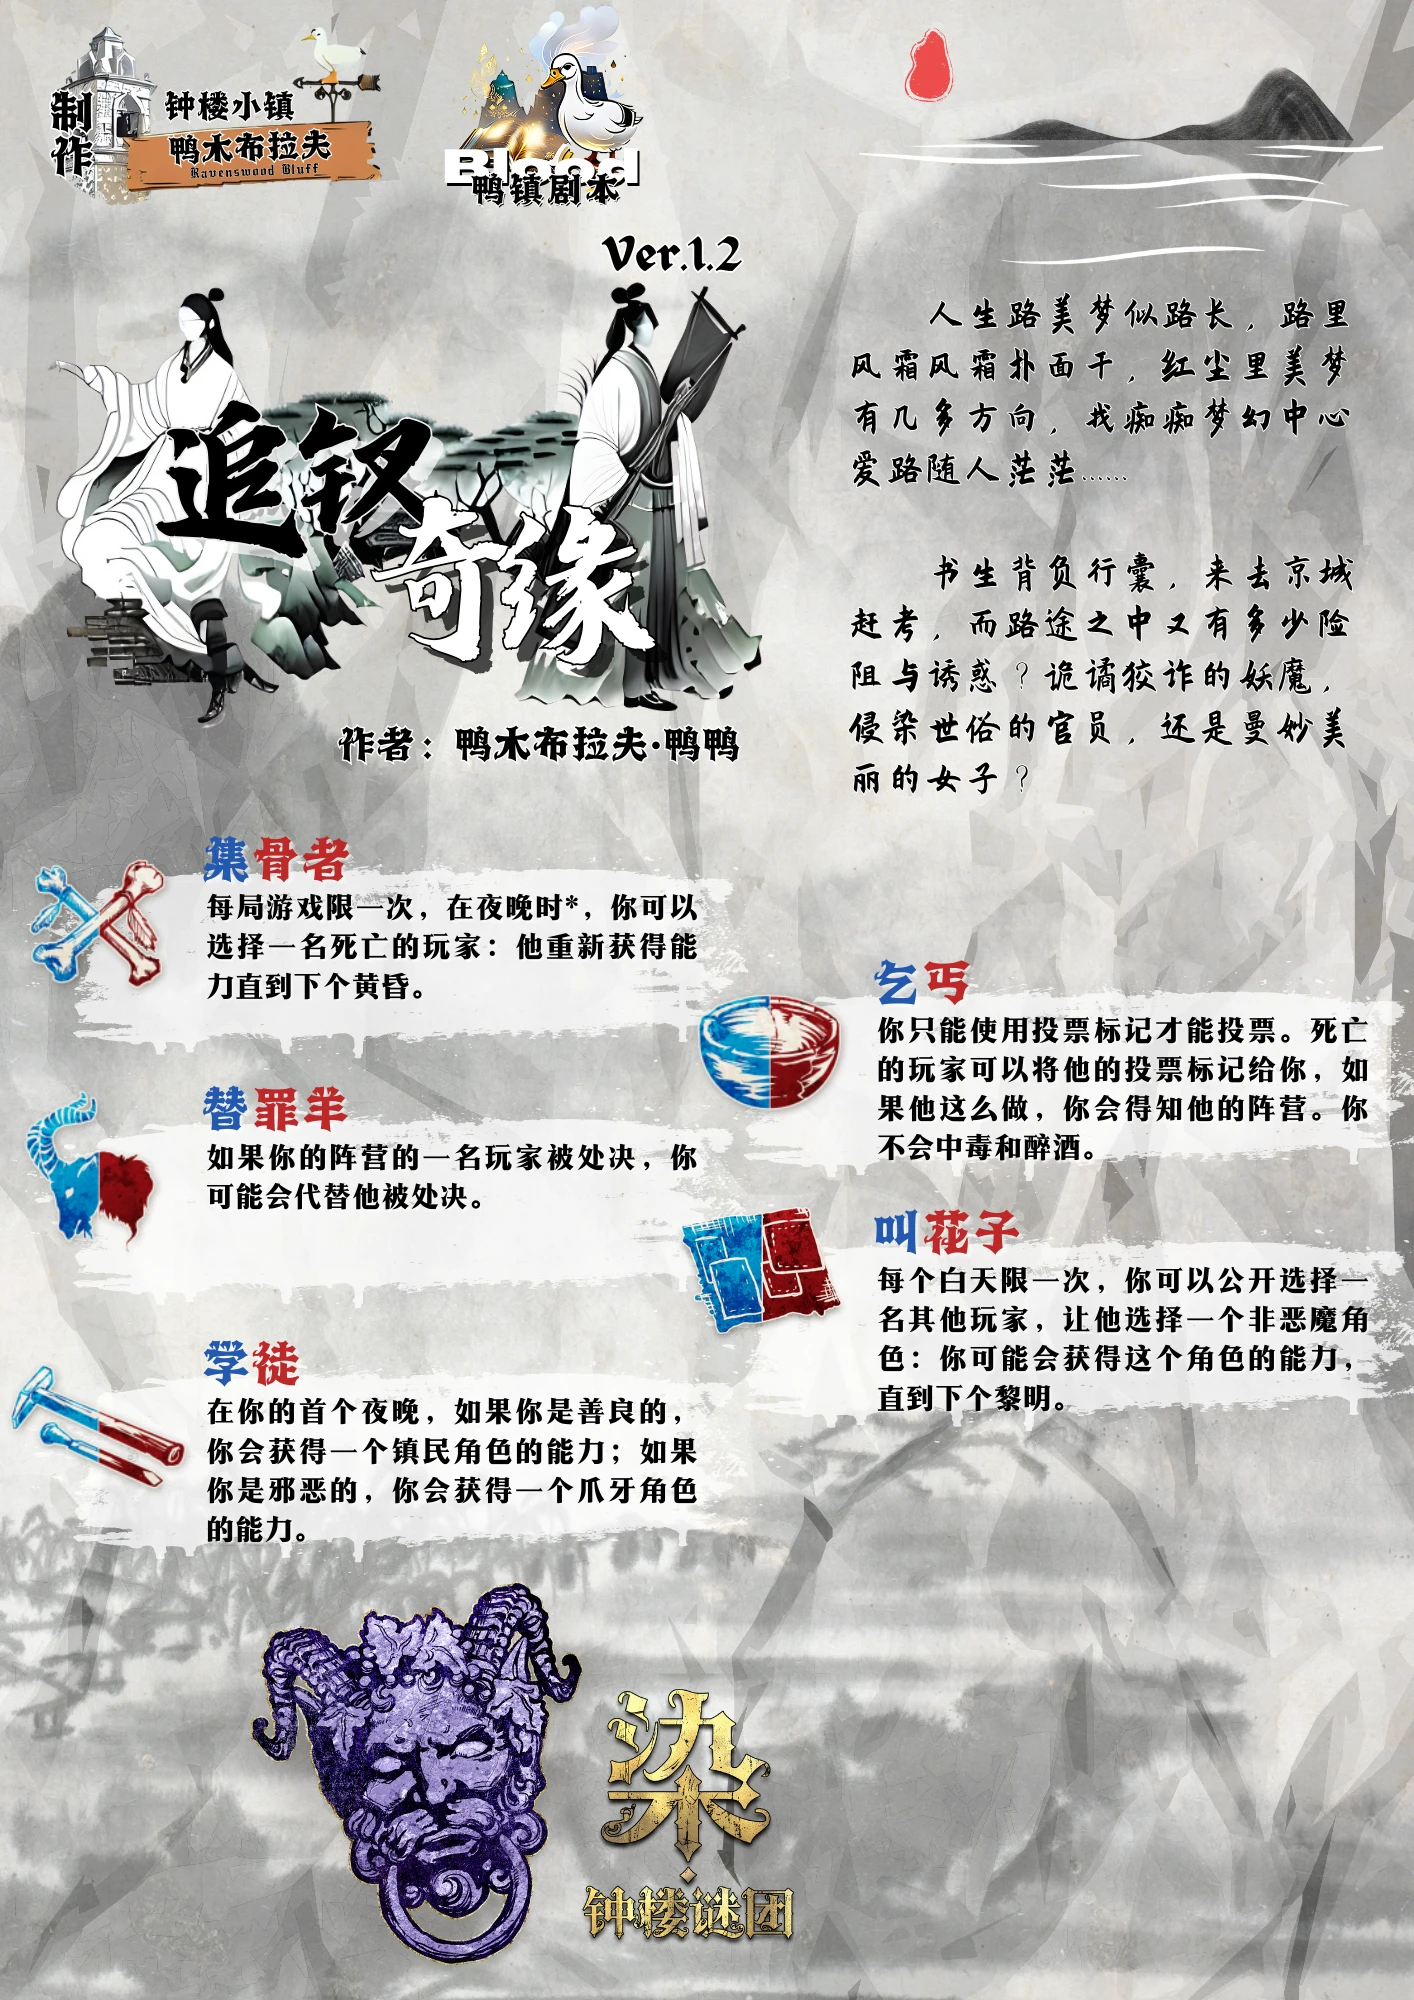 制作
钟楼小镇
鸭木布拉夫
Ravenswood Bluff
Blood
鸭镇剧本
Ver.1.2
追钗
奇缘
作者：鸭木布拉夫·鸭鸭
人生路美梦似路长，路里
风霜风霜扑面干，红尘里美梦
有几多方向，找痴痴梦幻中心
爱路随人茫茫……
书生背负行囊，来去京城
赶考，而路途之中又有多少险
阻与诱惑？诡谲狡诈的妖魔，
侵染世俗的官员，还是曼妙美
丽的女子？
集骨者
每局游戏限一次，在夜晚时*，你可以
选择一名死亡的玩家：他重新获得能
力直到下个黄昏。
替罪羊
如果你的阵营的一名玩家被处决，你
可能会代替他被处决。
学徒
在你的首个夜晚，如果你是善良的，
你会获得一个镇民角色的能力；如果
你是邪恶的，你会获得一个爪牙角色
的能力。
乞丐
你只能使用投票标记才能投票。死亡
的玩家可以将他的投票标记给你，如
果他这么做，你会得知他的阵营。你
不会中毒和醉酒。
叫花子
每个白天限一次，你可以公开选择一
名其他玩家，让他选择一个非恶魔角
色：你可能会获得这个角色的能力，
直到下个黎明。
染
钟楼谜团